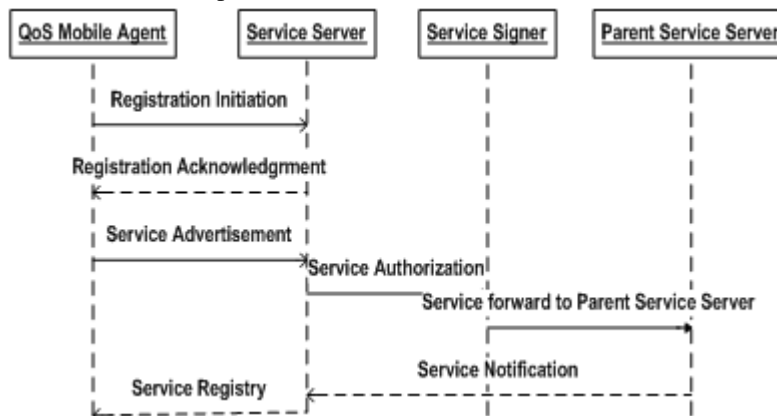 QoS Mobile Agent
Service Server
Service Signer
Parent Service Server
Registration Initiation
Registration Acknowledgrment
Service Advertisement
Service Authorization
Service forward to Parent Service Server
Service Notification
Service Registry